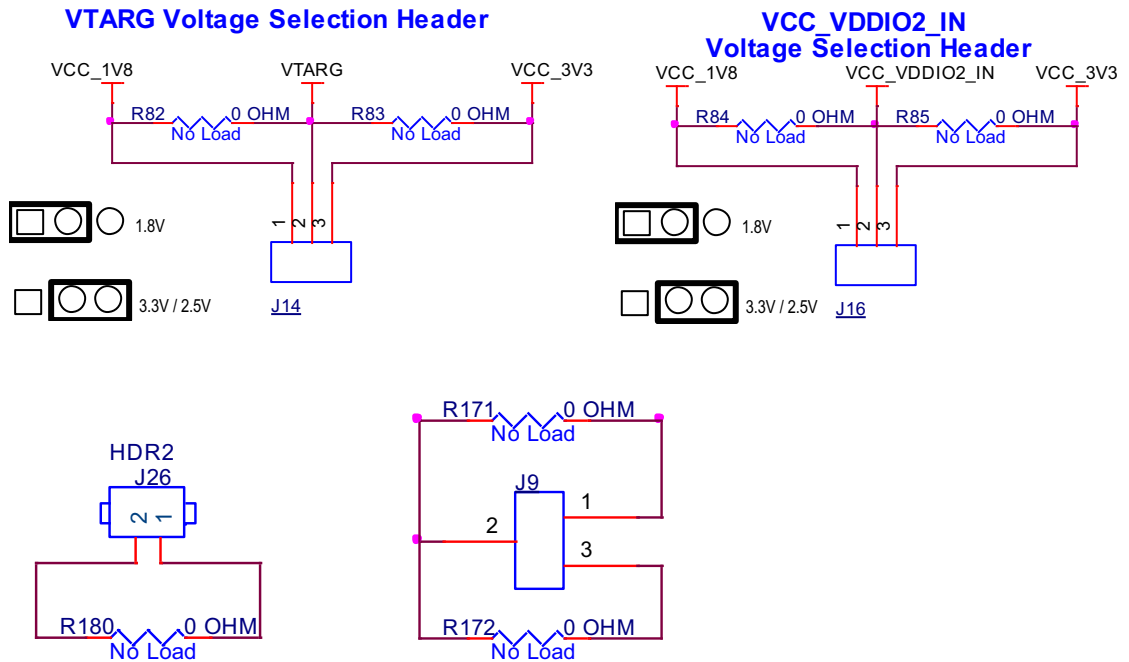 VTARG Voltage Selection Header
VCC_1V8
VTARG
VCC_3V3
R82
0 OHM
No Load
R83
0 OHM
No Load
1
2
3
1.8V
3.3V / 2.5V
J14
VCC_VDDIO2_IN
Voltage Selection Header
VCC_1V8
VCC_VDDIO2_IN
VCC_3V3
R84
0 OHM
No Load
R85
0 OHM
No Load
1
2
3
1.8V
3.3V / 2.5V
J16
HDR2
J26
2
1
R180
0 OHM
No Load
R171
0 OHM
No Load
J9
1
2
3
R172
0 OHM
No Load